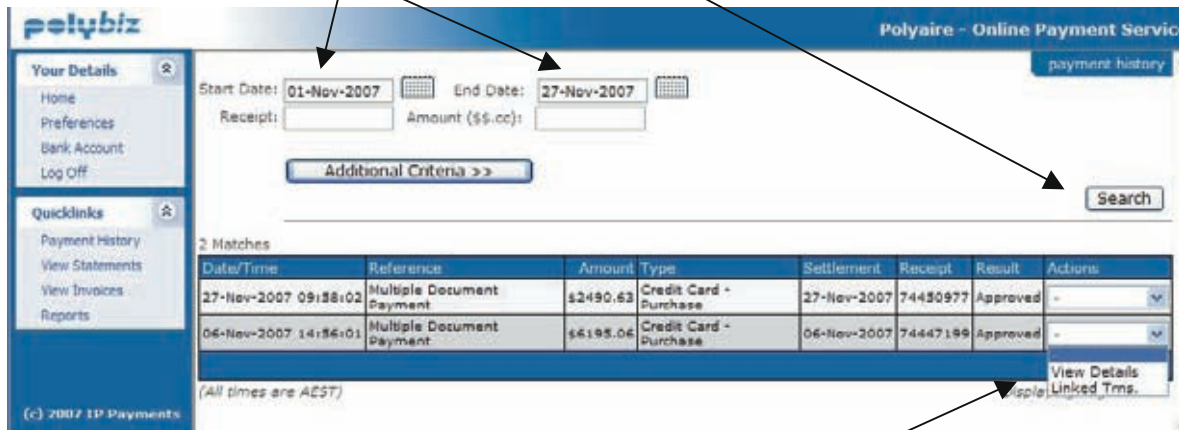 polybiz
Polyaire - Online Payment Servic
payment history
Your Details
Home
Preferences
Bank Account
Log Off
Quicklinks
Payment History
View Statements
View Invoices
Reports
(c) 2007 IP Payments
Start Date: 01-Nov-2007 End Date: 27-Nov-2007
Receipt: Amount ($$.cc):
Additional Criteria >>
Search
2 Matches
Date/Time Reference Amount Type Settlement Receipt Result Actions
27-Nov-2007 09:58:02 Multiple Document Payment $2490.63 Credit Card - Purchase 27-Nov-2007 74450977 Approved -
06-Nov-2007 14:56:01 Multiple Document Payment $6195.06 Credit Card - Purchase 06-Nov-2007 74447199 Approved -
View Details
Linked Trns.
(All times are AEST)